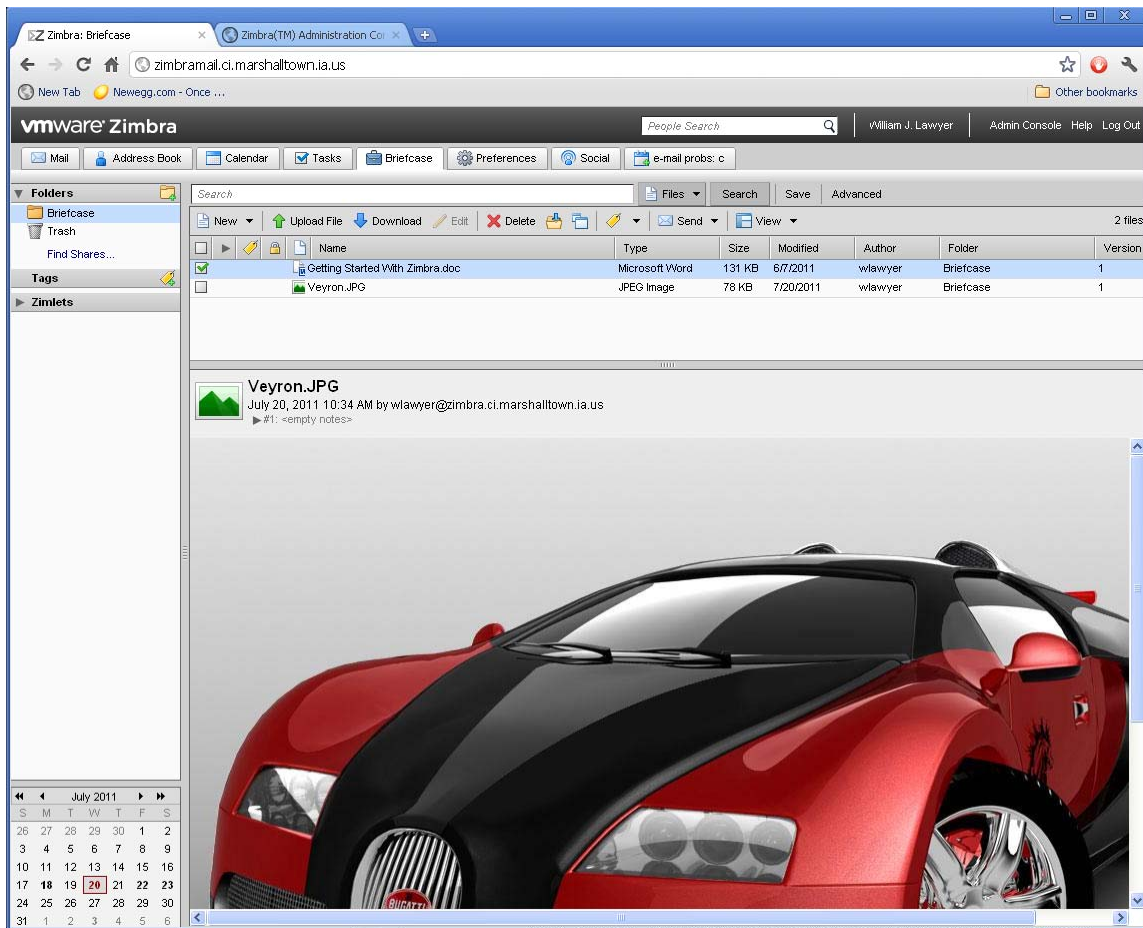 Zimbra: Briefcase
Zimbra(TM) Administration Co
zimbramail.ci.marshalltown.ia.us
New Tab
Newegg.com - Once ...
Other bookmarks
vmware Zimbra
People Search
William J. Lawyer
Admin Console
Help
Log Out
Mail
Address Book
Calendar
Tasks
Briefcase
Preferences
Social
e-mail probs: c
Folders
Briefcase
Trash
Find Shares...
Tags
Zimlets
Search
Files
Search
Save
Advanced
New
Upload File
Download
Edit
Delete
Send
View
2 files
Name Type Size Modified Author Folder Version
Getting Started With Zimbra.doc Microsoft Word 131 KB 6/7/2011 wlawyer Briefcase 1
Veyron.JPG JPEG Image 78 KB 7/20/2011 wlawyer Briefcase 1
Veyron.JPG
July 20, 2011 10:34 AM by wlawyer@zimbra.ci.marshalltown.ia.us
#1: <empty notes>
BUGATTI
July 2011
S M T W T F S
26 27 28 29 30 1 2
3 4 5 6 7 8 9
10 11 12 13 14 15 16
17 18 19 20 21 22 23
24 25 26 27 28 29 30
31 1 2 3 4 5 6